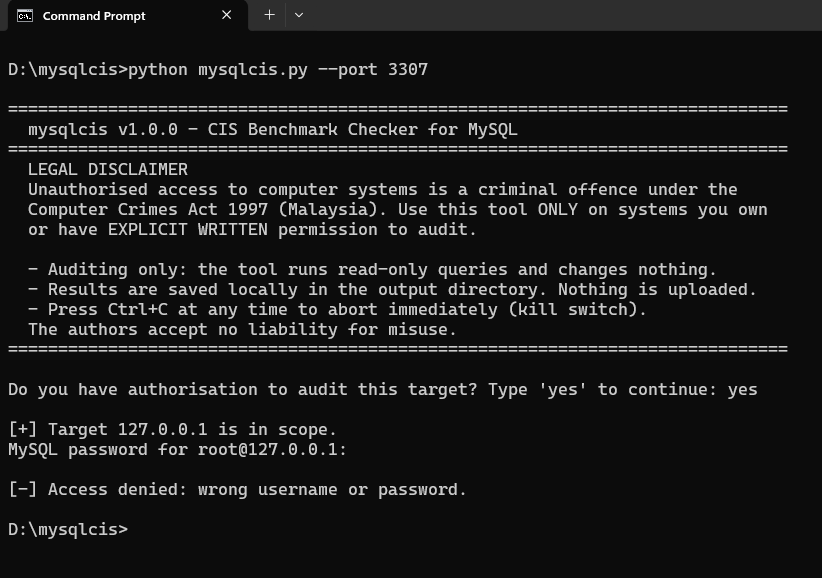 Command Prompt
D:\mysqlcis>python mysqlcis.py --port 3307
==============================================================================
mysqlcis v1.0.0 - CIS Benchmark Checker for MySQL
==============================================================================
LEGAL DISCLAIMER
Unauthorised access to computer systems is a criminal offence under the
Computer Crimes Act 1997 (Malaysia). Use this tool ONLY on systems you own
or have EXPLICIT WRITTEN permission to audit.
- Auditing only: the tool runs read-only queries and changes nothing.
- Results are saved locally in the output directory. Nothing is uploaded.
- Press Ctrl+C at any time to abort immediately (kill switch).
The authors accept no liability for misuse.
==============================================================================
Do you have authorisation to audit this target? Type 'yes' to continue: yes
[+] Target 127.0.0.1 is in scope.
MySQL password for root@127.0.0.1:
[-] Access denied: wrong username or password.
D:\mysqlcis>